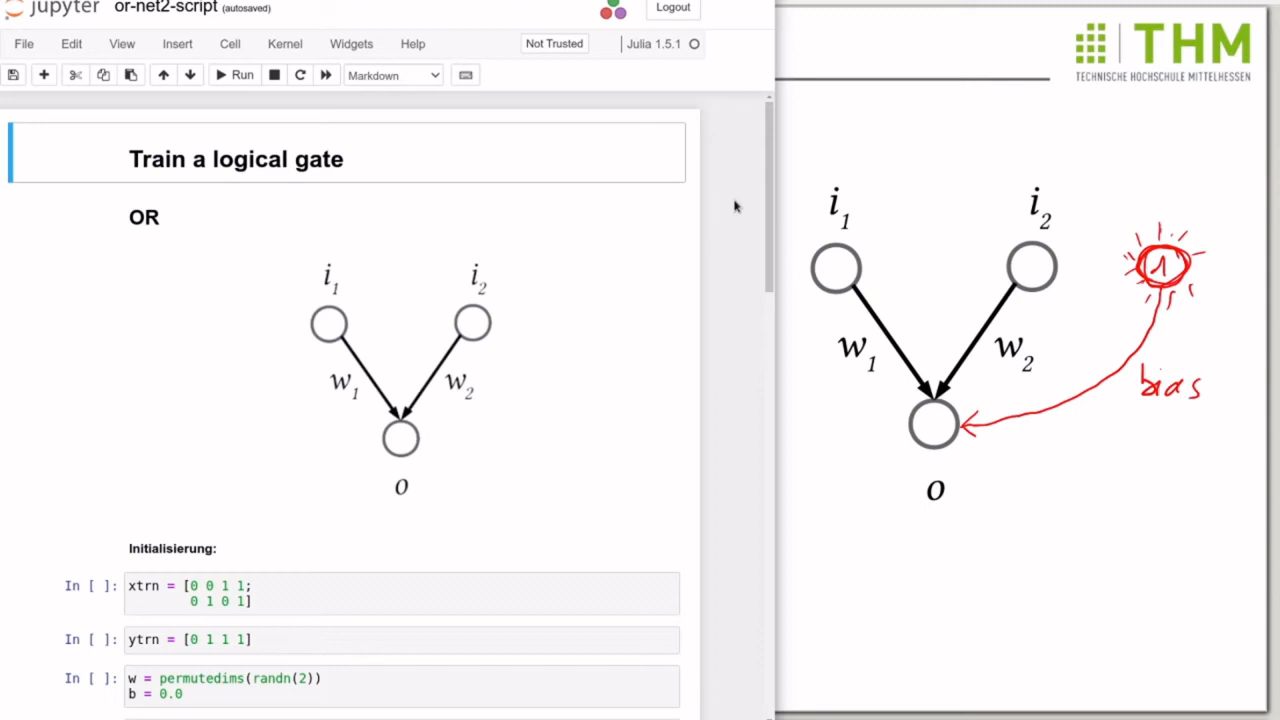 jupyter or-net2-script (autosaved)
Logout
File Edit View Insert Cell Kernel Widgets Help
Not Trusted
Julia 1.5.1
Run
Markdown
Train a logical gate
OR
i1 i2
w1 w2
o
Initialisierung:
In [ ]: xtrn = [0 0 1 1;
0 1 0 1]
In [ ]: ytrn = [0 1 1 1]
In [ ]: w = permutedims(randn(2))
b = 0.0
THM
TECHNISCHE HOCHSCHULE MITTELHESSEN
i1 i2
1
w1 w2
bias
o